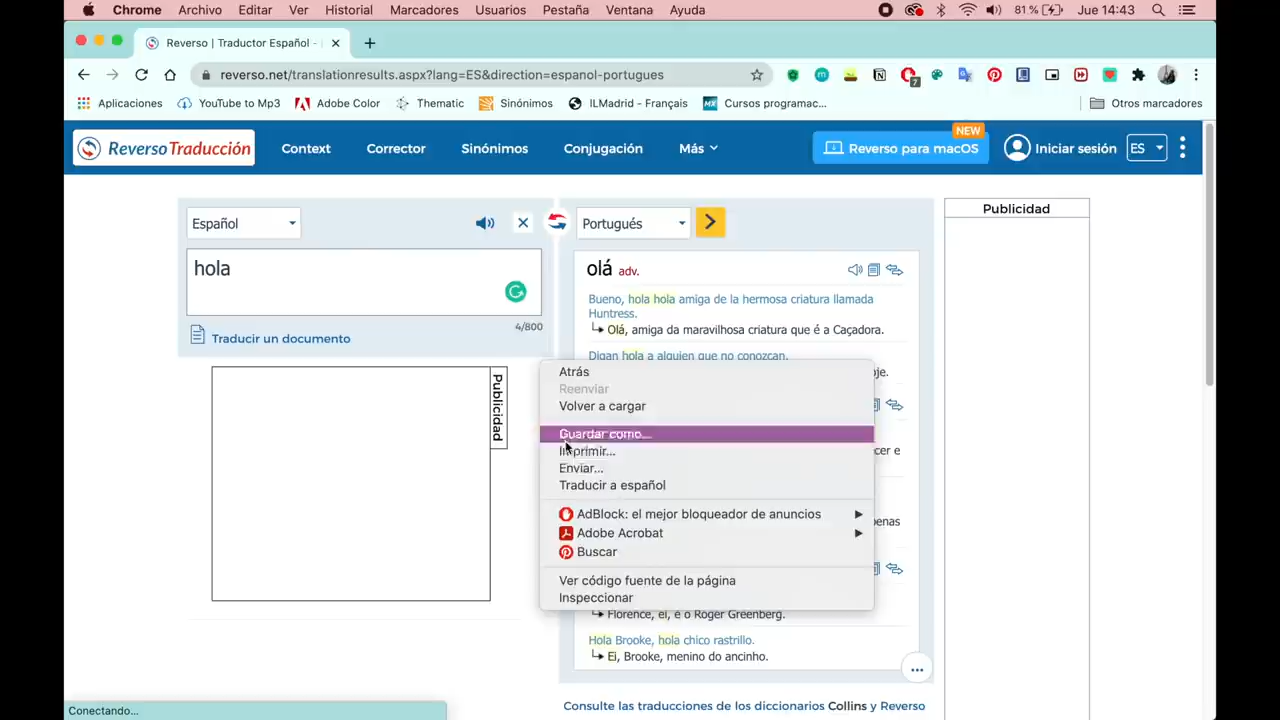 Chrome Archivo Editar Ver Historial Marcadores Usuarios Pestaña Ventana Ayuda 81 % Jue 14:43
Reverso | Traductor Español -
reverso.net/translationresults.aspx?lang=ES&direction=espanol-portugues
7
Aplicaciones YouTube to Mp3 Adobe Color Thematic Sinónimos ILMadrid - Français Cursos programac... Otros marcadores
NEW
ReversoTraducción Context Corrector Sinónimos Conjugación Más Reverso para macOS Iniciar sesión ES
Publicidad
Español Portugués
hola
4/800
Traducir un documento
Publicidad
olá adv.
Bueno, hola hola amiga de la hermosa criatura llamada
Huntress.
Olá, amiga da maravilhosa criatura que é a Caçadora.
Digan hola a alguien que no conozcan.
oje.
cer e
enas
Atrás
Reenviar
Volver a cargar
Guardar como...
Imprimir...
Enviar...
Traducir a español
AdBlock: el mejor bloqueador de anuncios
Adobe Acrobat
Buscar
Ver código fuente de la página
Inspeccionar
Florence, ei, é o Roger Greenberg.
Hola Brooke, hola chico rastrillo.
Ei, Brooke, menino do ancinho.
Consulte las traducciones de los diccionarios Collins y Reverso
Conectando...